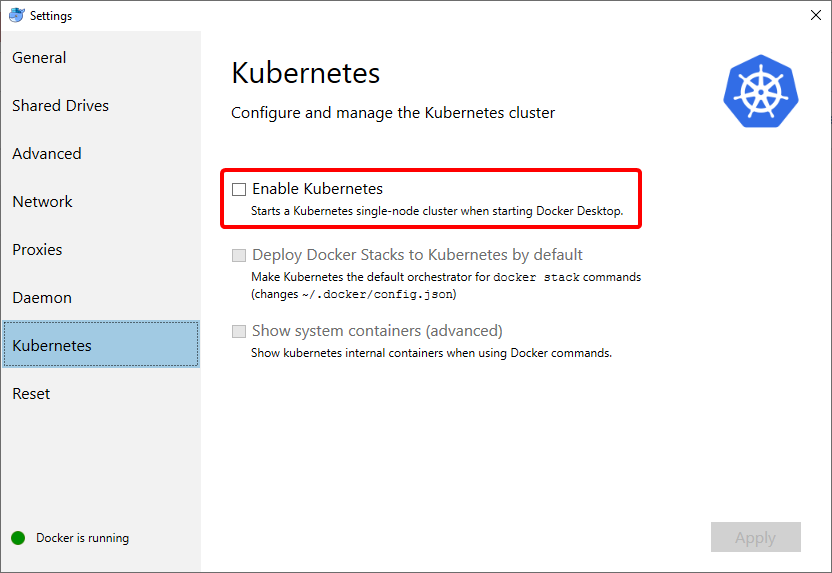 Settings
General
Shared Drives
Advanced
Network
Proxies
Daemon
Kubernetes
Reset
Docker is running
Kubernetes
Configure and manage the Kubernetes cluster
Enable Kubernetes
Starts a Kubernetes single-node cluster when starting Docker Desktop.
Deploy Docker Stacks to Kubernetes by default
Make Kubernetes the default orchestrator for docker stack commands
(changes ~/.docker/config.json)
Show system containers (advanced)
Show kubernetes internal containers when using Docker commands.
Apply